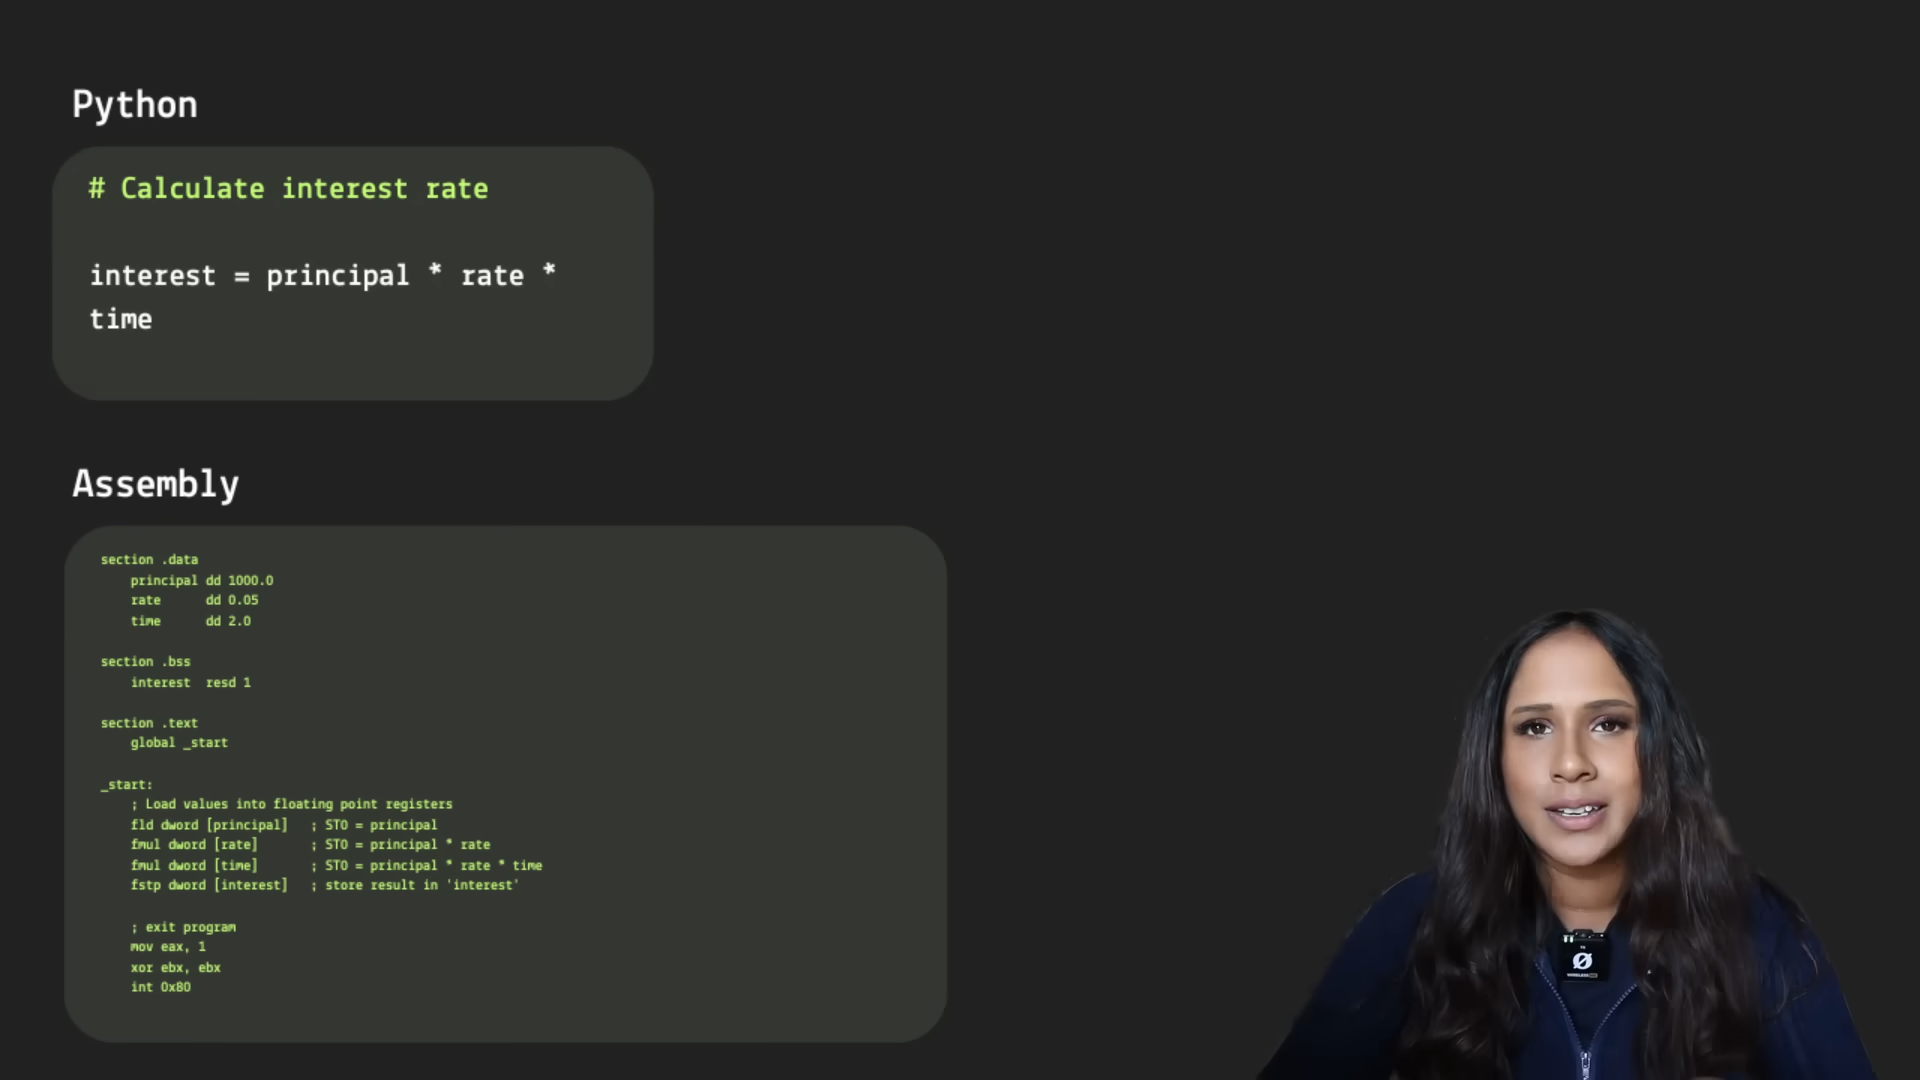 Python
# Calculate interest rate
interest = principal * rate *
time
Assembly
section .data
principal dd 1000.0
rate dd 0.05
time dd 2.0
section .bss
interest resd 1
section .text
global _start
_start:
; Load values into floating point registers
fld dword [principal] ; ST0 = principal
fmul dword [rate] ; ST0 = principal * rate
fmul dword [time] ; ST0 = principal * rate * time
fstp dword [interest] ; store result in 'interest'
; exit program
mov eax, 1
xor ebx, ebx
int 0x80